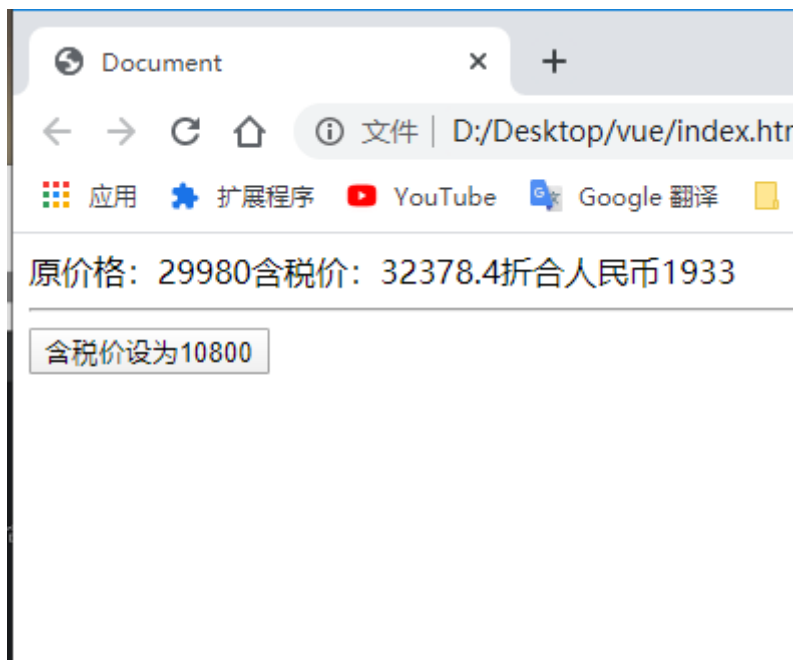 Document
文件 D:/Desktop/vue/index.htm
应用 扩展程序 YouTube Google 翻译
原价格：29980含税价：32378.4折合人民币1933
含税价设为10800